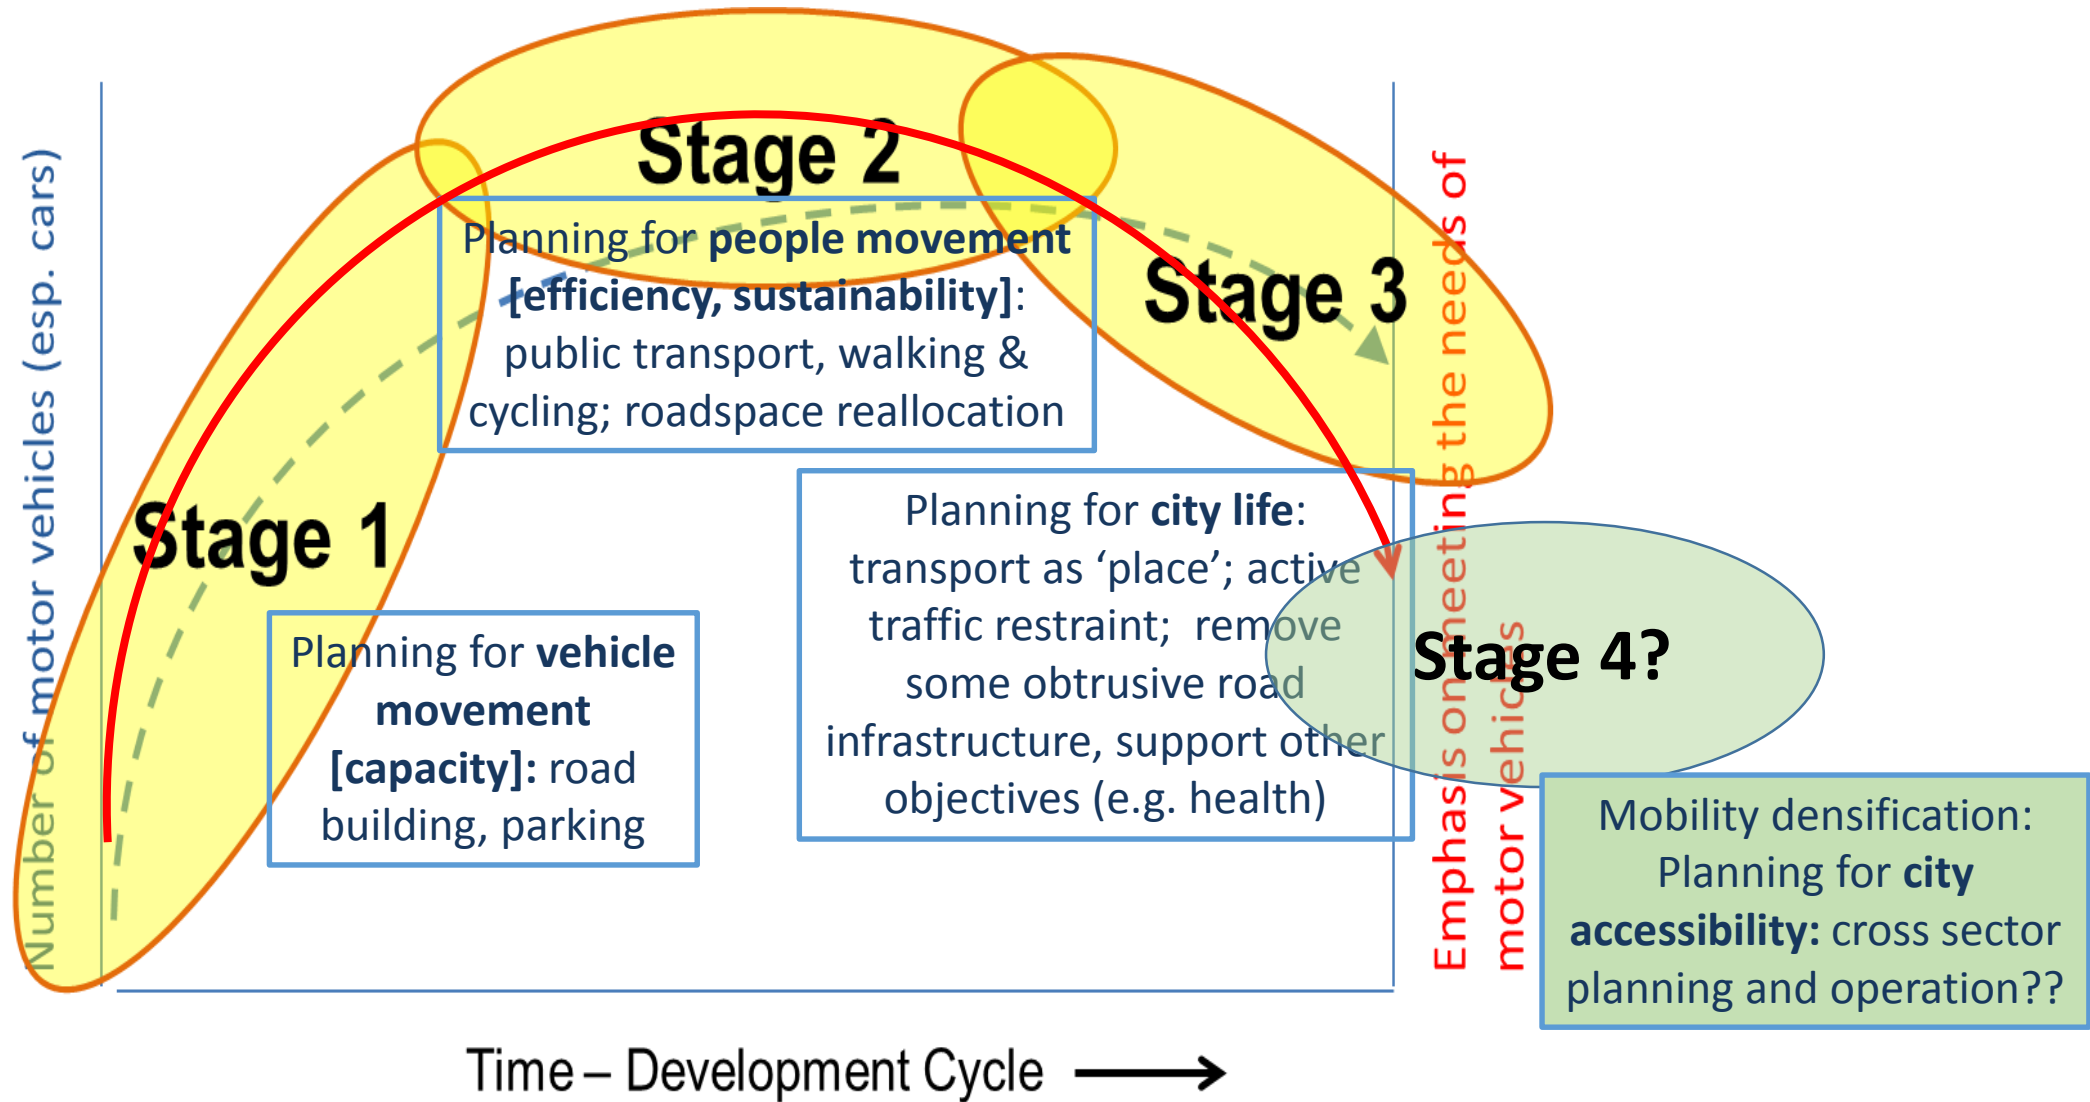 Number of motor vehicles (esp. cars)
Stage 1
Planning for vehicle
movement
[capacity]: road
building, parking
Stage 2
Planning for people movement
[efficiency, sustainability]:
public transport, walking &
cycling; roadspace reallocation
Stage 3
Planning for city life:
transport as ‘place’; active
traffic restraint;  remove
some obtrusive road
infrastructure, support other
objectives (e.g. health)
Emphasis on meeting the needs of
motor vehicles
Stage 4?
Mobility densification:
Planning for city
accessibility: cross sector
planning and operation??
Time – Development Cycle